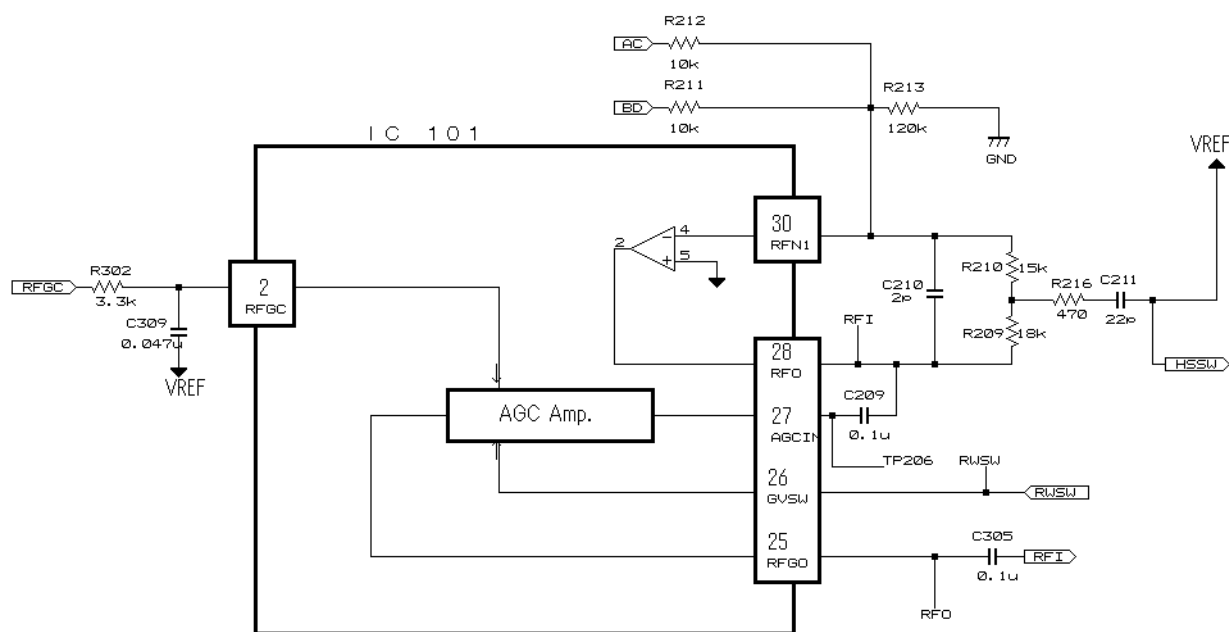 R212
AC
10k
R211
BD
10k
R213
120k
GND
IC 101
VREF
30
RFN1
4
2
5
R302
RFGC
3.3k
2
RFGC
C309
0.047u
VREF
R210
15k
C210
2p
R216
470
C211
22p
R209
18k
HSSW
RFI
28
RFO
C209
0.1u
AGC Amp.
27
AGCIN
TP206
RWSW
26
GVSW
RWSW
25
RFGO
C305
0.1u
RFI
RFO